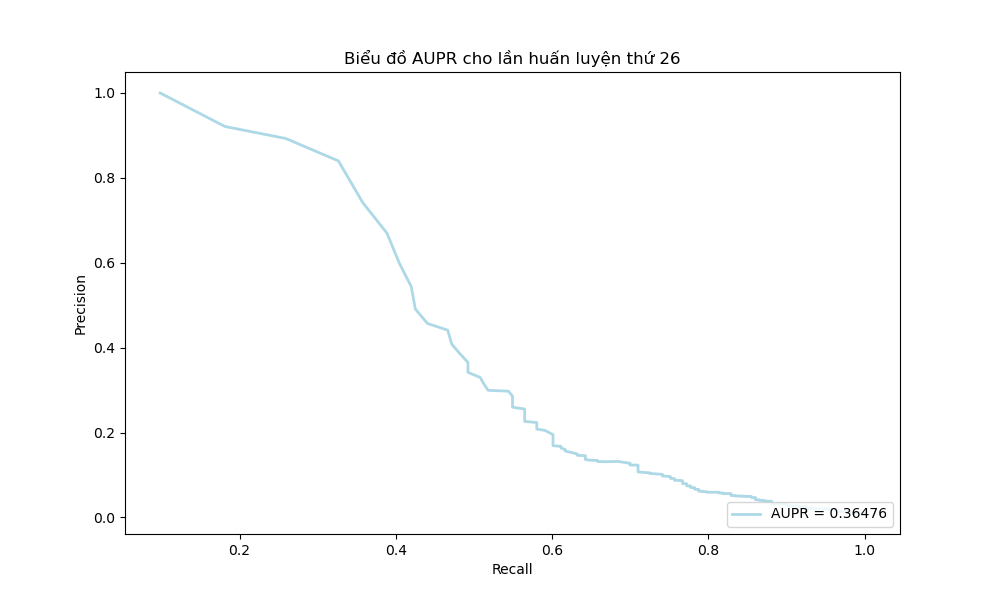 Biểu đồ AUPR cho lần huấn luyện thứ 26
Precision
1.0
0.8
0.6
0.4
0.2
0.0
0.2
0.4
0.6
0.8
1.0
Recall
AUPR = 0.36476